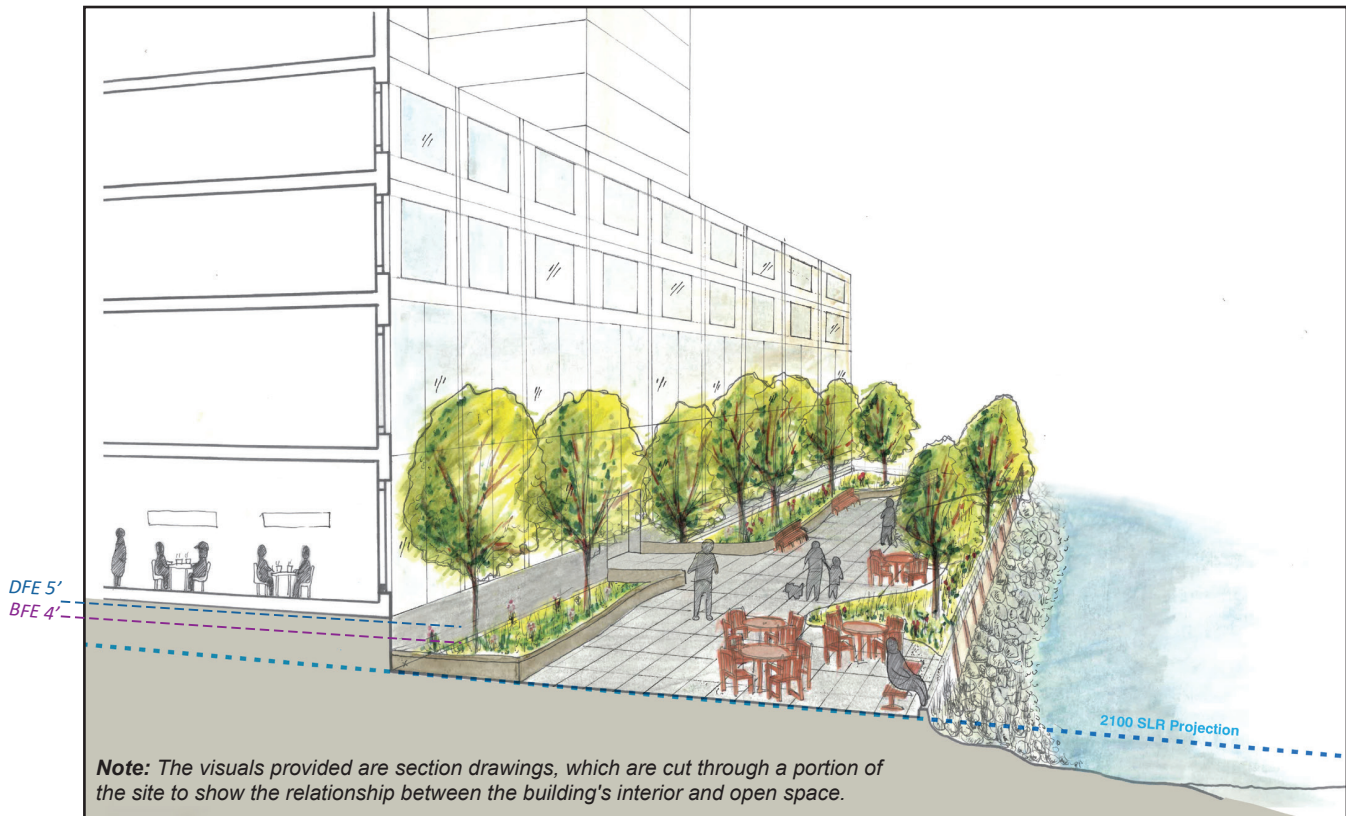 DFE 5'
BFE 4'
2100 SLR Projection
Note: The visuals provided are section drawings, which are cut through a portion of
the site to show the relationship between the building's interior and open space.